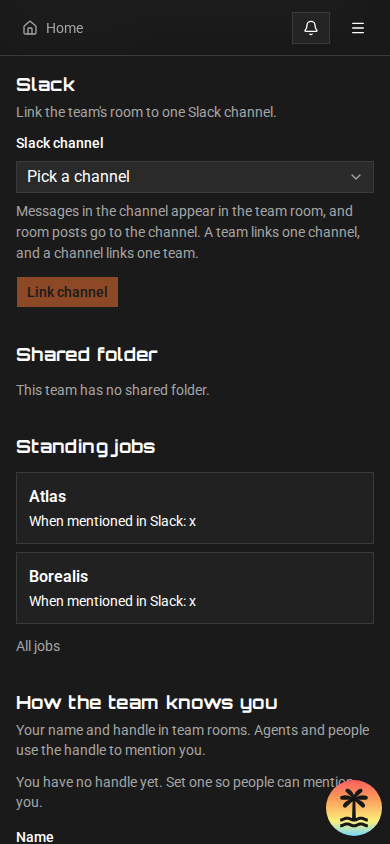 Home
Slack
Link the team's room to one Slack channel.
Slack channel
Pick a channel
Messages in the channel appear in the team room, and
room posts go to the channel. A team links one channel,
and a channel links one team.
Link channel
Shared folder
This team has no shared folder.
Standing jobs
Atlas
When mentioned in Slack: x
Borealis
When mentioned in Slack: x
All jobs
How the team knows you
Your name and handle in team rooms. Agents and people
use the handle to mention you.
You have no handle yet. Set one so people can mention
you.
Name